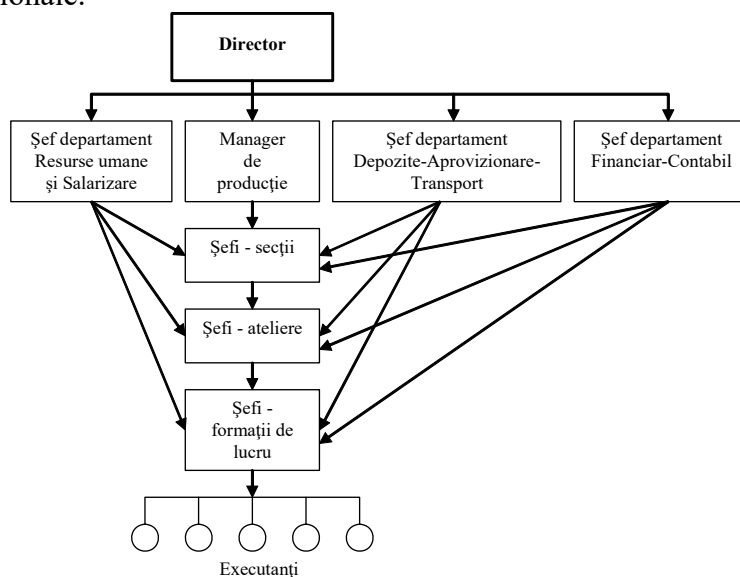 ionale.
Director
Şef departament
Resurse umane
şi Salarizare
Manager
de
producţie
Şef departament
Depozite-Aprovizionare-
Transport
Şef departament
Financiar-Contabil
Şefi - secţii
Şefi - ateliere
Şefi -
formaţii de
lucru
Executanţi